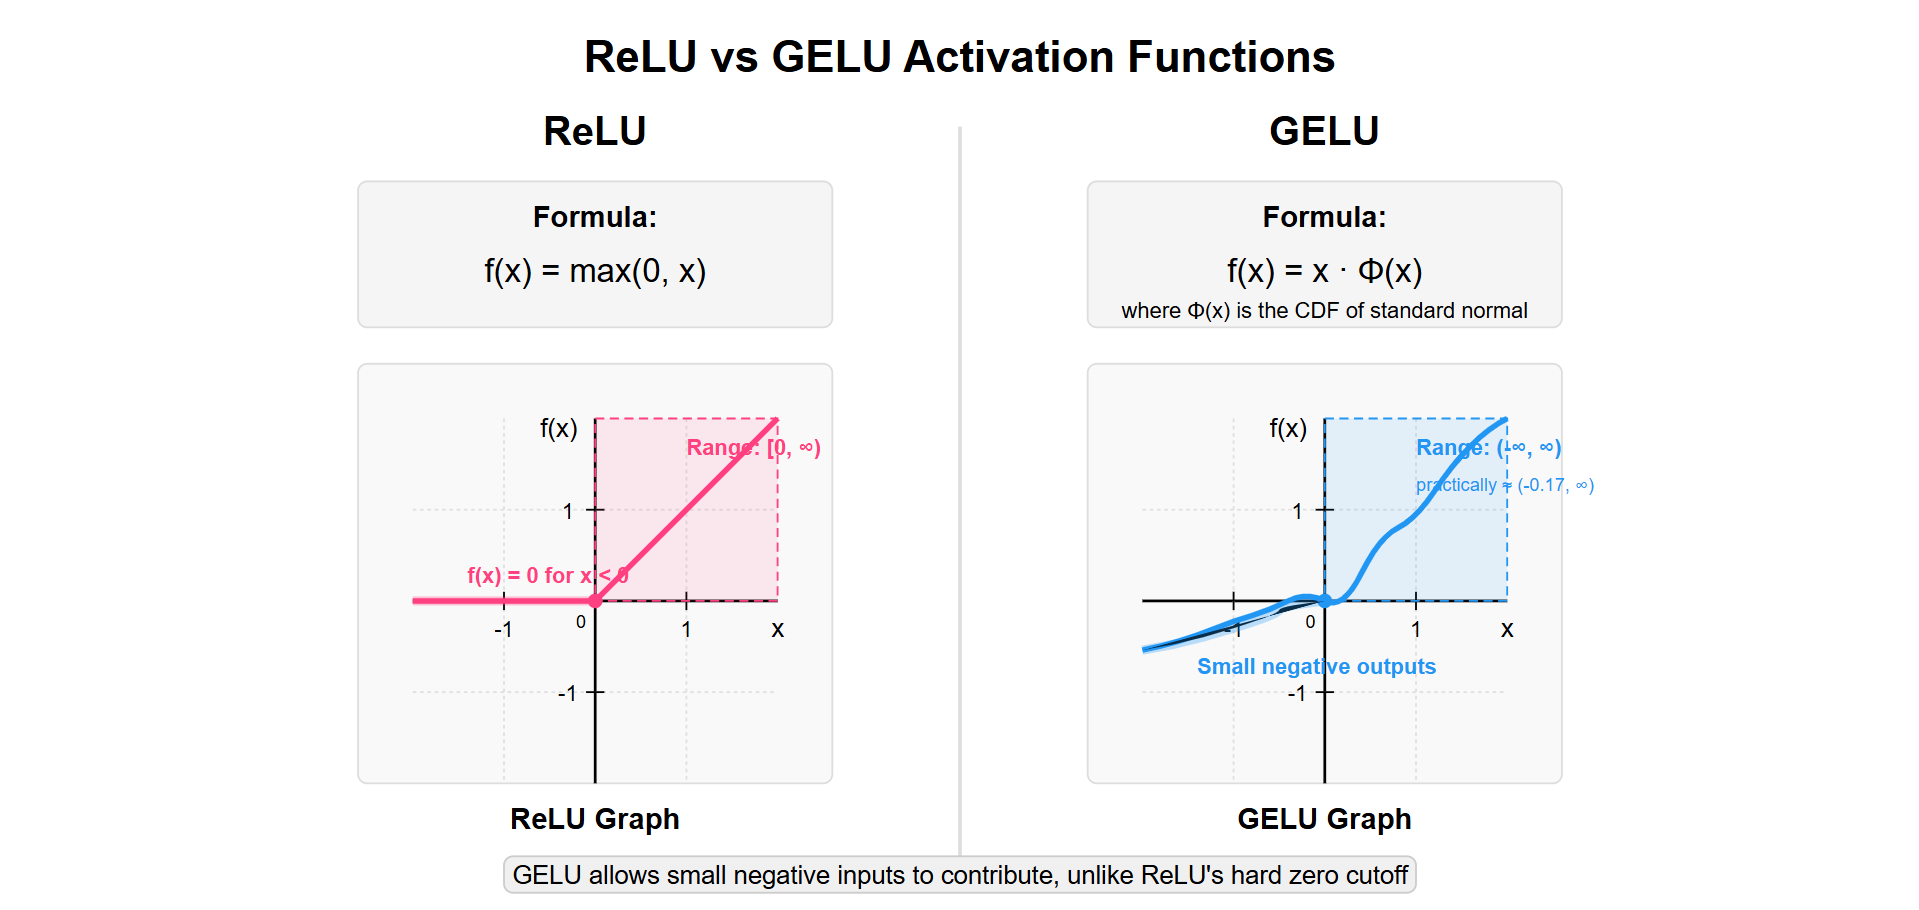 ReLU vs GELU Activation Functions
ReLU
Formula:
f(x) = max(0, x)
f(x)
Range: [0, ∞)
1
f(x) = 0 for x < 0
-1
0
1
x
-1
ReLU Graph
GELU
Formula:
f(x) = x · Φ(x)
where Φ(x) is the CDF of standard normal
f(x)
Range: (-∞, ∞)
practically ≈ (-0.17, ∞)
1
-1
0
1
x
Small negative outputs
-1
GELU Graph
GELU allows small negative inputs to contribute, unlike ReLU's hard zero cutoff